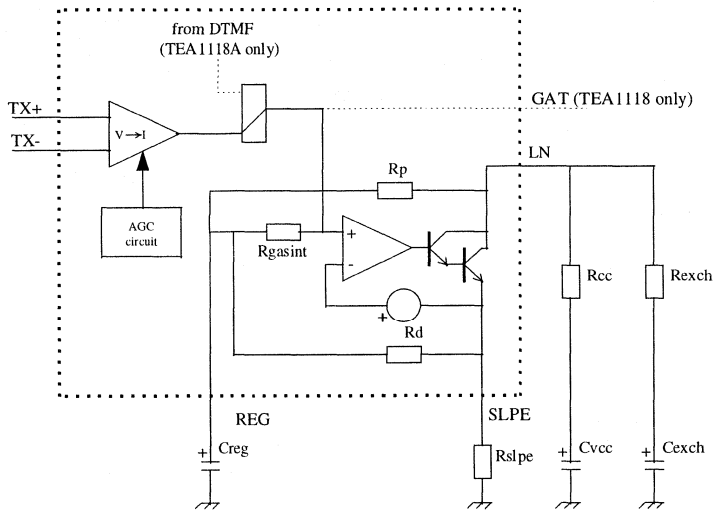 from DTMF
(TEA1118A only)
GAT (TEA1118 only)
TX+
TX-
V→I
LN
Rp
AGC
circuit
Rgasint
+
-
+
Rd
Rcc
Rexch
REG
SLPE
+
Creg
Rslpe
+
Cvcc
+
Cexch